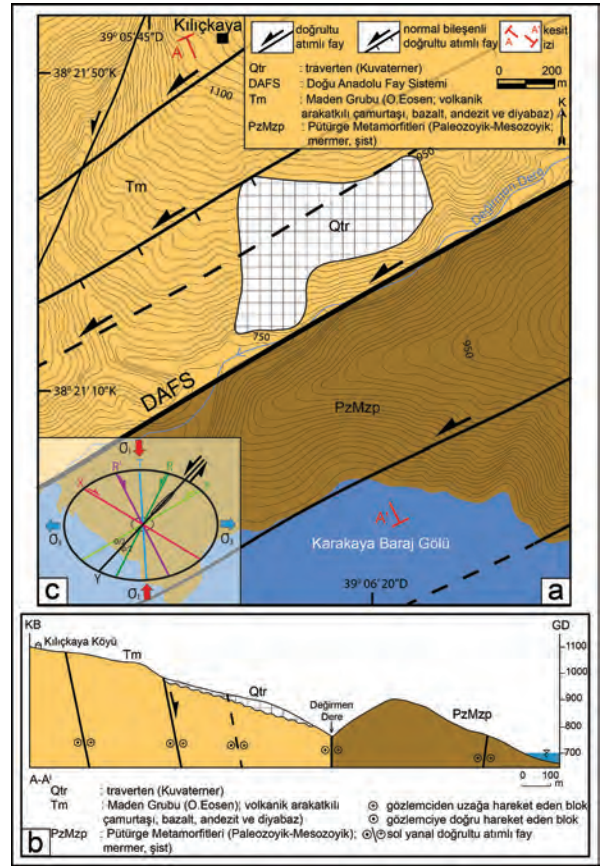 39° 05' 45" D
Kılıçkaya
A
38° 21' 50"K
1100
doğrultu
atımlı fay
normal bileşenli
doğrultu atımlı fay
A
A'
kesit
izi
Qtr : traverten (Kuvaterner)
DAFS : Doğu Anadolu Fay Sistemi
Tm : Maden Grubu (O.Eosen; volkanik
arakatkılı çamurtaşı, bazalt, andezit ve diyabaz)
PzMzp : Pütürge Metamorfitleri (Paleozoyik-Mesozoyik;
mermer, şist)
0 200
m
K
950
Tm
Qtr
Değirmen Dere
750
38° 21' 10"K
DAFS
950
PzMzp
A'
Karakaya Baraj Gölü
39° 06' 20"D
σ₁
R'
R
X
σ₃
σ₃
Y
σ₁
c
a
KB
GD
Kılıçkaya Köyü
Tm
Qtr
Değirmen
Dere
PzMzp
1100
1000
900
800
700
0 100
m
A-A'
Qtr : traverten (Kuvaterner)
Tm : Maden Grubu (O.Eosen); volkanik arakatkılı
çamurtaşı, bazalt, andezit ve diyabaz)
PzMzp : Pütürge Metamorfitleri (Paleozoyik-Mesozoyik;
mermer, şist)
gözlemciden uzağa hareket eden blok
gözlemciye doğru hareket eden blok
sol yanal doğrultu atımlı fay
b